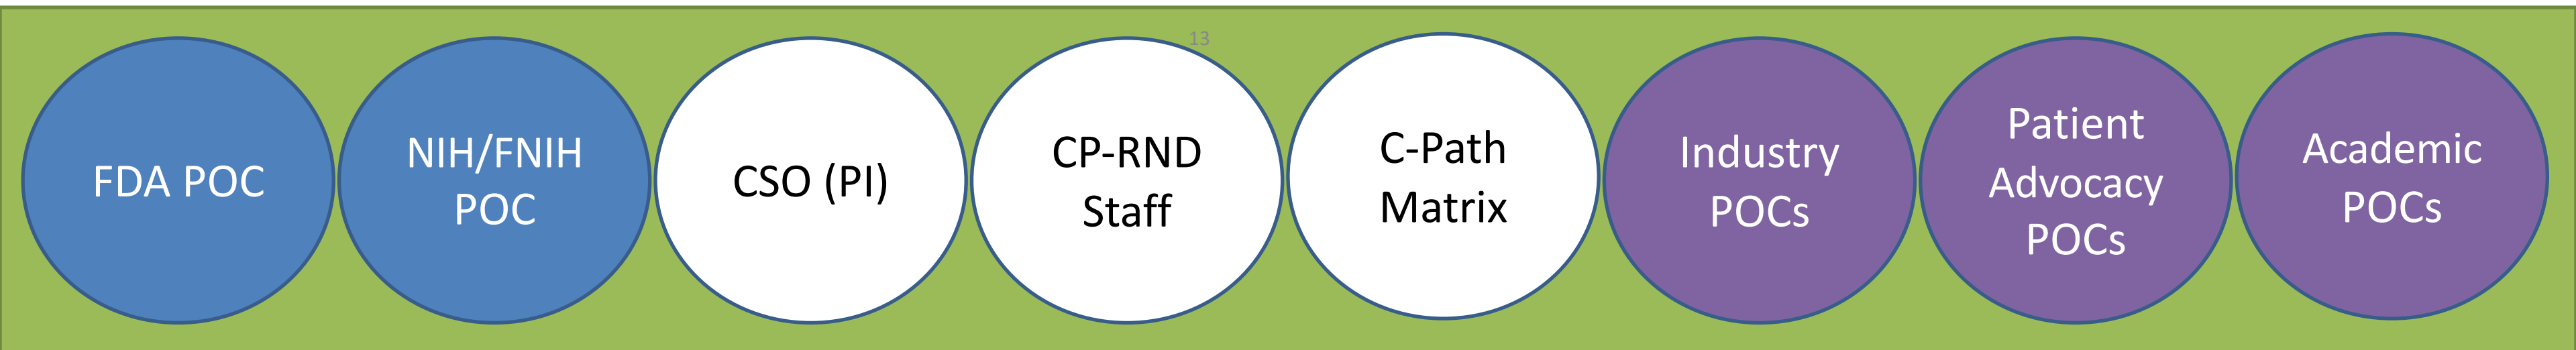 13
FDA POC
NIH/FNIH
POC
CSO (PI)
CP-RND
Staff
C-Path
Matrix
Industry
POCs
Patient
Advocacy
POCs
Academic
POCs